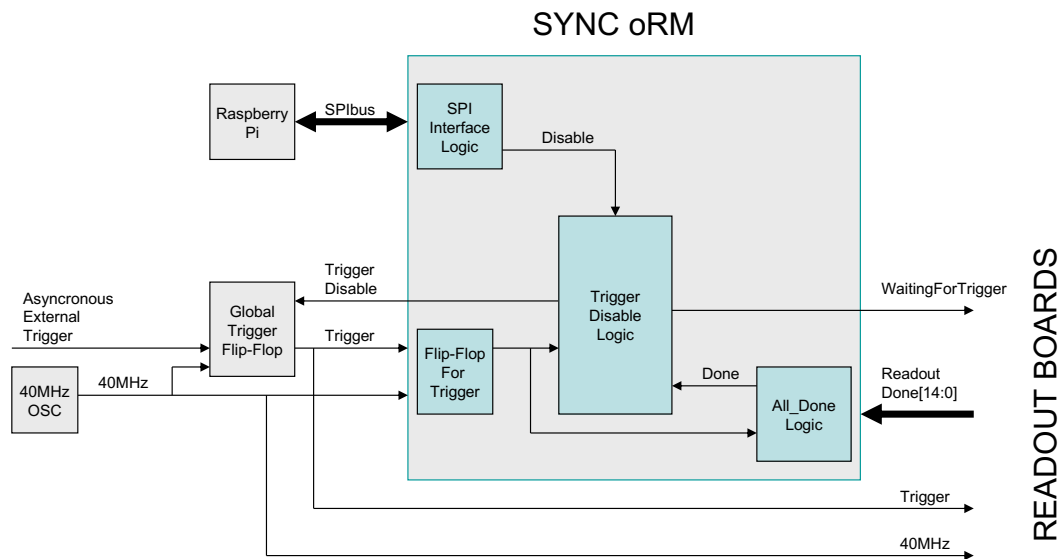 SYNC oRM
Raspberry
Pi
SPIbus
SPI
Interface
Logic
Disable
Asyncronous
External
Trigger
Global
Trigger
Flip-Flop
Trigger
Disable
Trigger
Trigger
Disable
Logic
WaitingForTrigger
40MHz
OSC
40MHz
Flip-Flop
For
Trigger
Done
All_Done
Logic
Readout
Done[14:0]
Trigger
40MHz
READOUT BOARDS